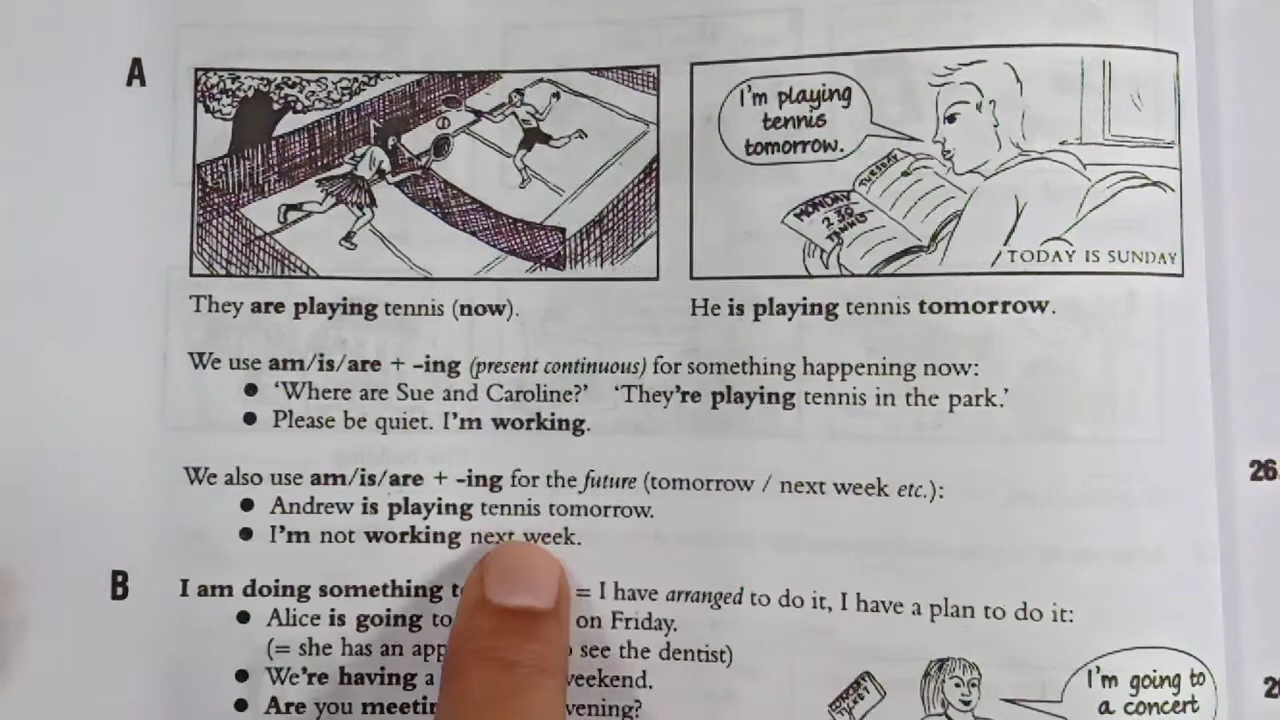 A
I'm playing
tennis
tomorrow.
TUESDAY
MONDAY
2.30
TENNIS
TODAY IS SUNDAY
They are playing tennis (now).
He is playing tennis tomorrow.
We use am/is/are + -ing (present continuous) for something happening now:
● 'Where are Sue and Caroline?' 'They're playing tennis in the park.'
● Please be quiet. I'm working.
We also use am/is/are + -ing for the future (tomorrow / next week etc.):
● Andrew is playing tennis tomorrow.
● I'm not working next week.
B
I am doing something = I have arranged to do it, I have a plan to do it:
● Alice is going to on Friday.
(= she has an see the dentist)
● We're having a
● Are you
CONCERT
TICKET
I'm going to
a concert
26